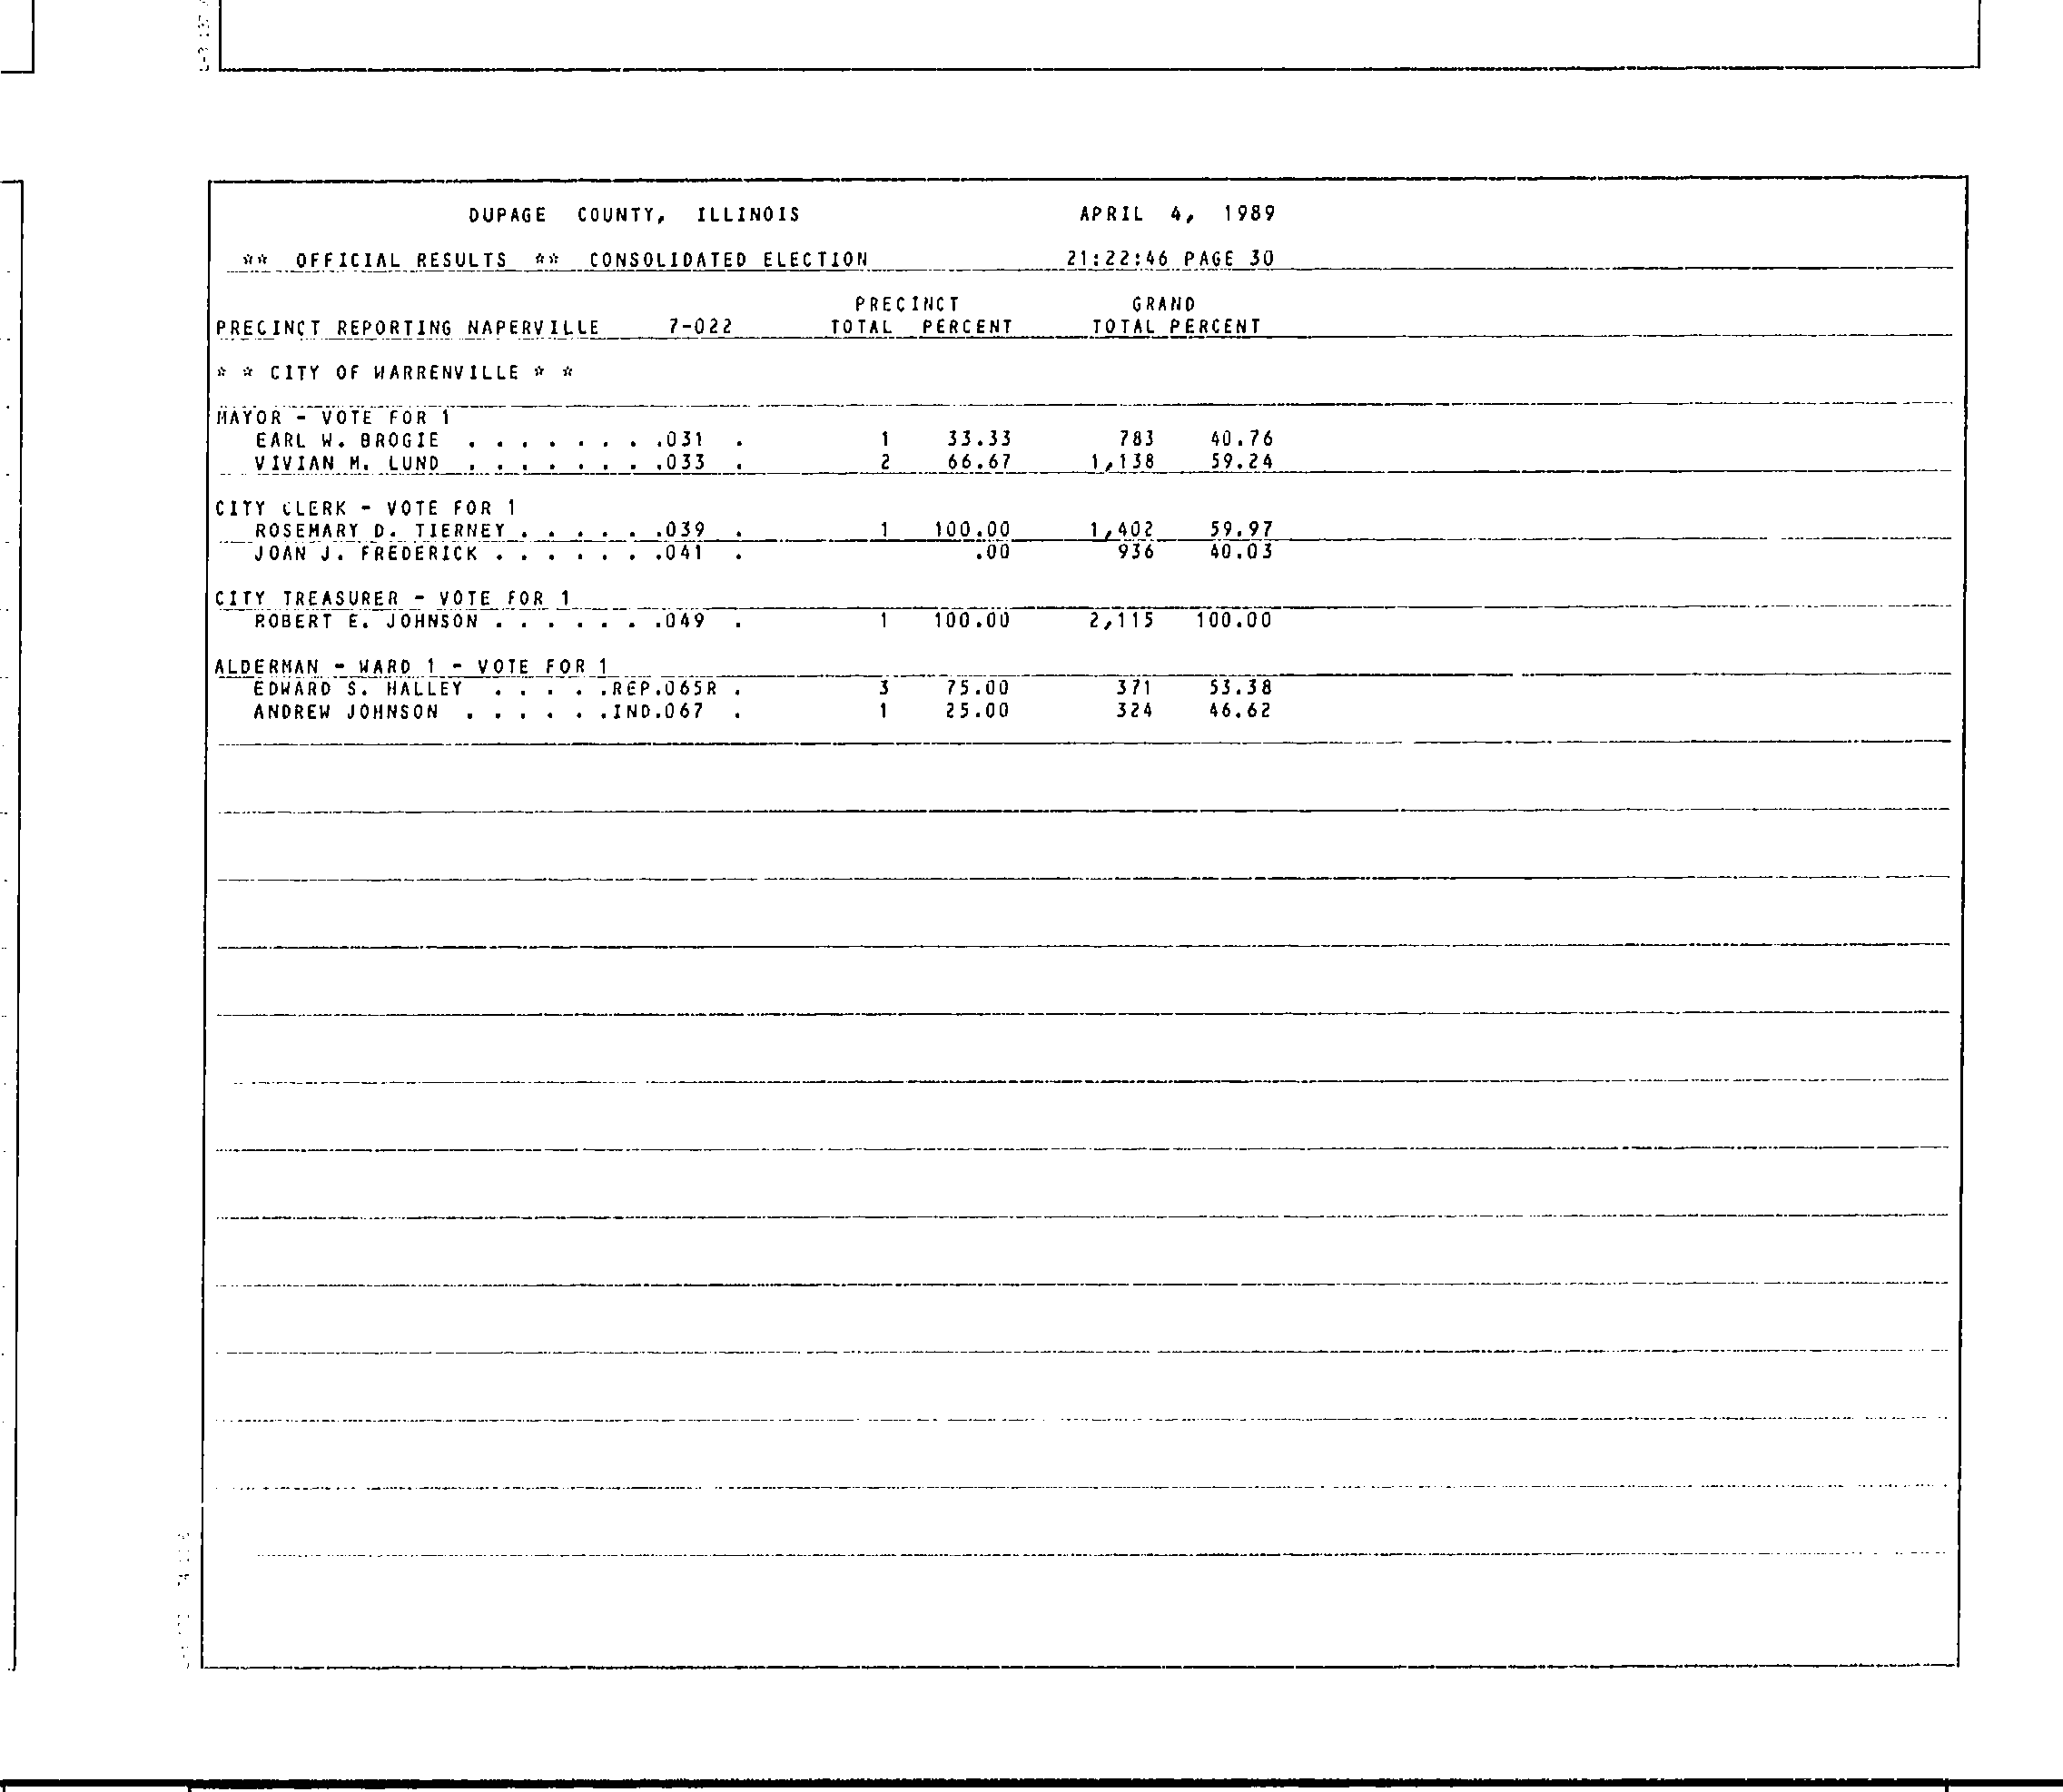 DUPAGE COUNTY, ILLINOIS APRIL 4, 1989
** OFFICIAL RESULTS ** CONSOLIDATED ELECTION 21:22:46 PAGE 30
PRECINCT GRAND
PRECINCT REPORTING NAPERVILLE 7-022 TOTAL PERCENT TOTAL PERCENT
* * CITY OF WARRENVILLE * *
MAYOR - VOTE FOR 1
EARL W. BROGIE . . . . . . . .031 . 1 33.33 783 40.76
VIVIAN M. LUND . . . . . . . .033 . 2 66.67 1,138 59.24
CITY CLERK - VOTE FOR 1
ROSEMARY D. TIERNEY . . . . . .039 . 1 100.00 1,402 59.97
JOAN J. FREDERICK . . . . . . .041 . .00 936 40.03
CITY TREASURER - VOTE FOR 1
ROBERT E. JOHNSON . . . . . . .049 . 1 100.00 2,115 100.00
ALDERMAN - WARD 1 - VOTE FOR 1
EDWARD S. HALLEY . . . . .REP.065R . 3 75.00 371 53.38
ANDREW JOHNSON . . . . . .IND.067 . 1 25.00 324 46.62